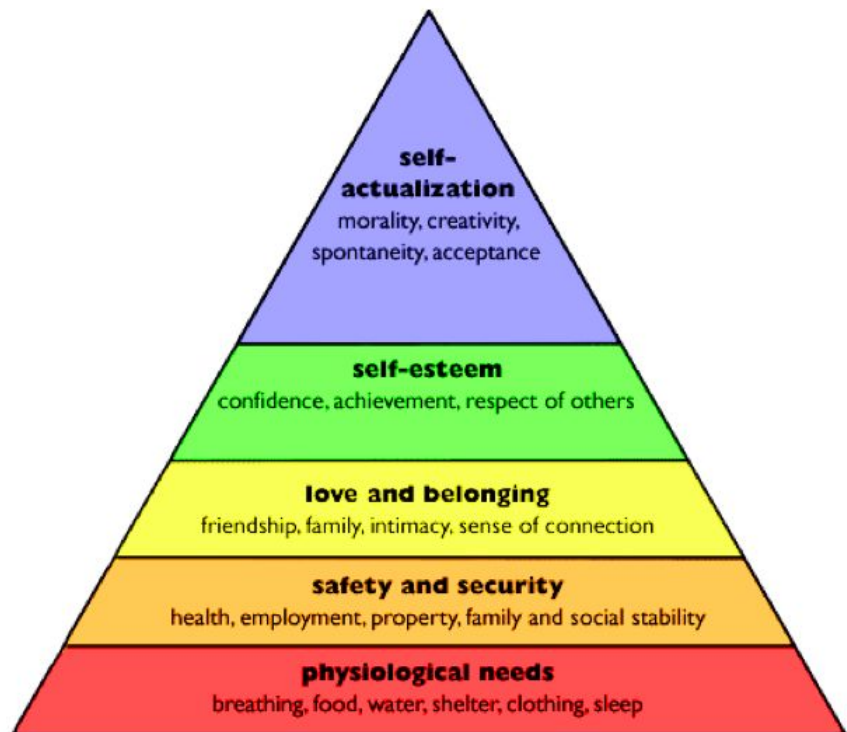 self-
actualization
morality, creativity,
spontaneity, acceptance
self-esteem
confidence, achievement, respect of others
love and belonging
friendship, family, intimacy, sense of connection
safety and security
health, employment, property, family and social stability
physiological needs
breathing, food, water, shelter, clothing, sleep